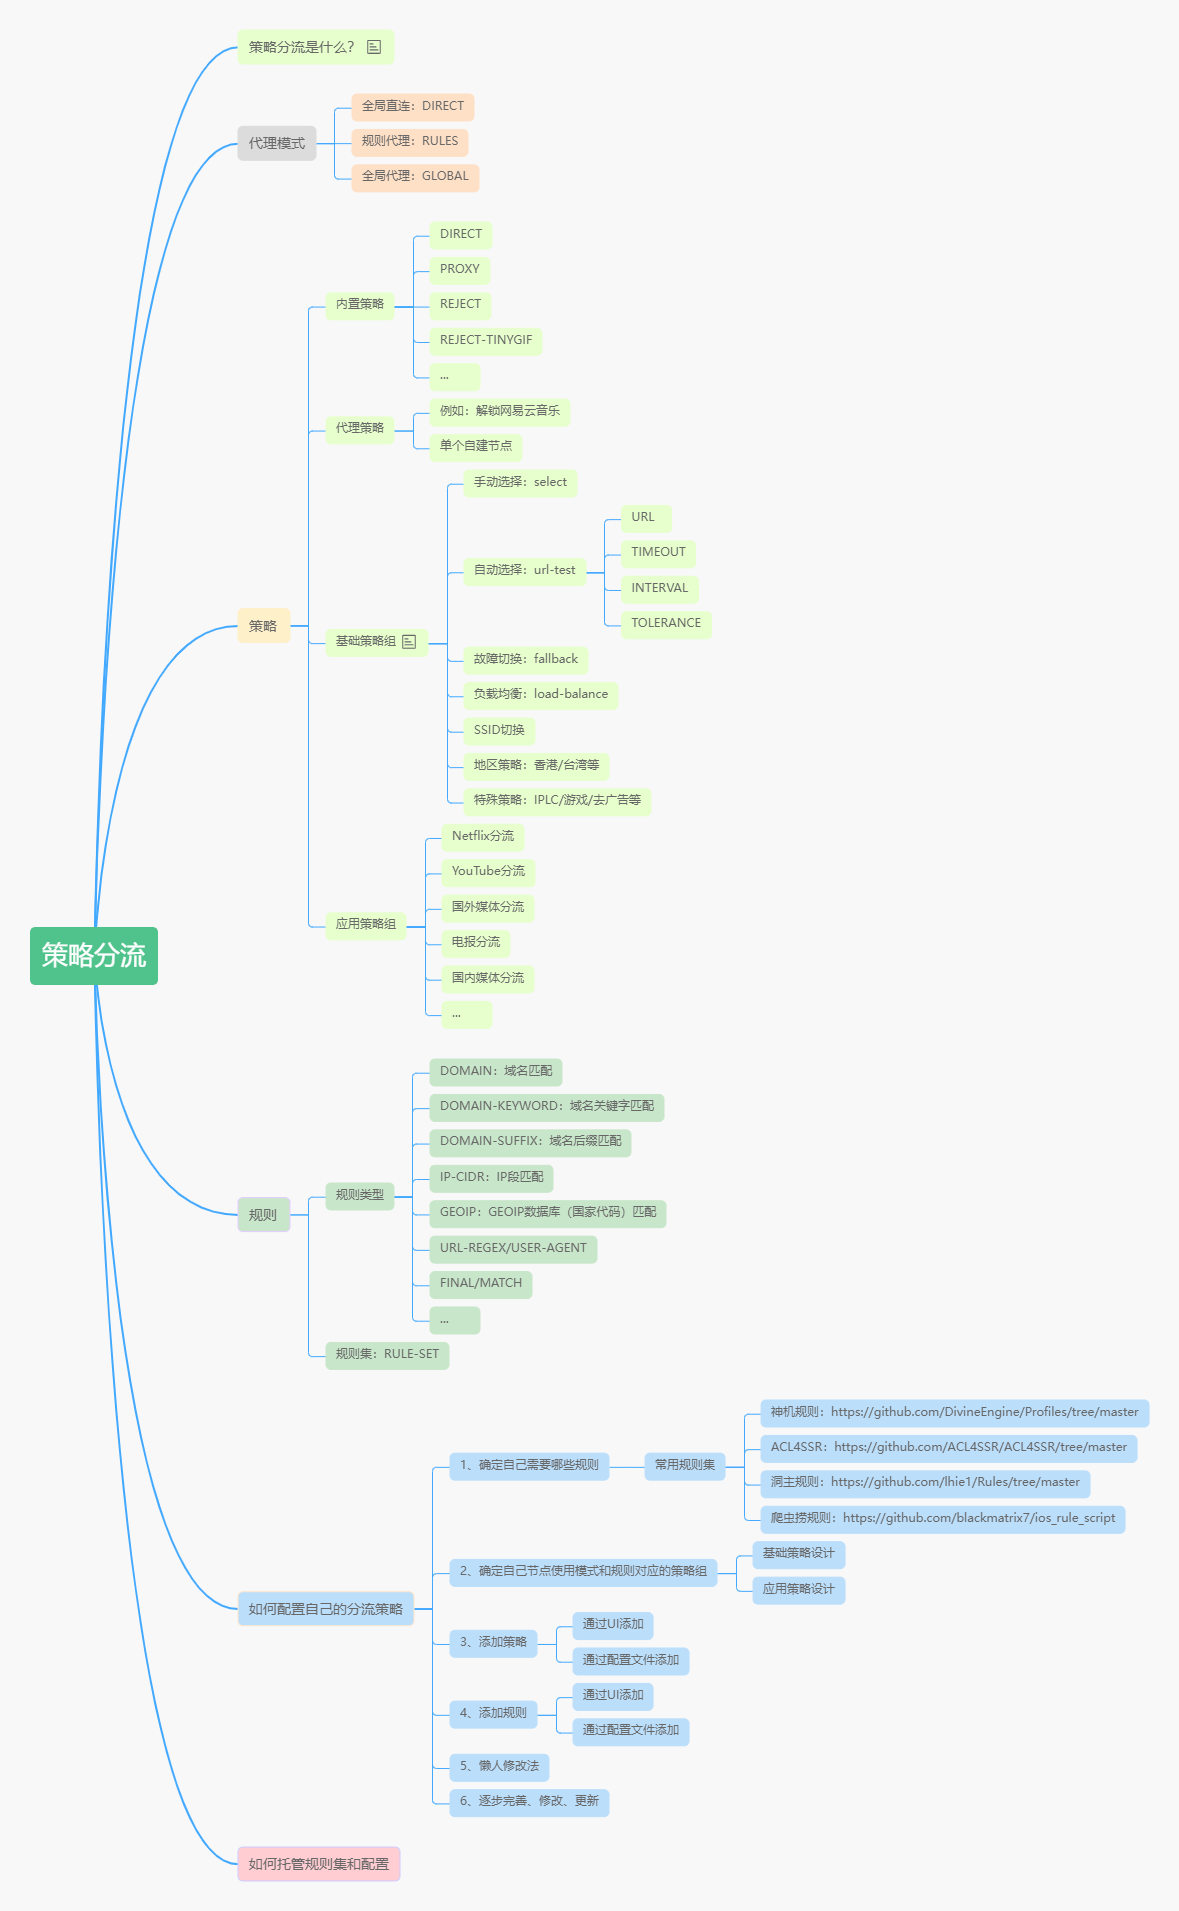 策略分流
策略分流是什么？
代理模式
全局直连：DIRECT
规则代理：RULES
全局代理：GLOBAL
策略
内置策略
DIRECT
PROXY
REJECT
REJECT-TINYGIF
...
代理策略
例如：解锁网易云音乐
单个自建节点
基础策略组
手动选择：select
自动选择：url-test
URL
TIMEOUT
INTERVAL
TOLERANCE
故障切换：fallback
负载均衡：load-balance
SSID切换
地区策略：香港/台湾等
特殊策略：IPLC/游戏/去广告等
应用策略组
Netflix分流
YouTube分流
国外媒体分流
电报分流
国内媒体分流
...
规则
规则类型
DOMAIN：域名匹配
DOMAIN-KEYWORD：域名关键字匹配
DOMAIN-SUFFIX：域名后缀匹配
IP-CIDR：IP段匹配
GEOIP：GEOIP数据库（国家代码）匹配
URL-REGEX/USER-AGENT
FINAL/MATCH
...
规则集：RULE-SET
如何配置自己的分流策略
1、确定自己需要哪些规则
常用规则集
神机规则：https://github.com/DivineEngine/Profiles/tree/master
ACL4SSR：https://github.com/ACL4SSR/ACL4SSR/tree/master
洞主规则：https://github.com/lhie1/Rules/tree/master
爬虫捞规则：https://github.com/blackmatrix7/ios_rule_script
2、确定自己节点使用模式和规则对应的策略组
基础策略设计
应用策略设计
3、添加策略
通过UI添加
通过配置文件添加
4、添加规则
通过UI添加
通过配置文件添加
5、懒人修改法
6、逐步完善、修改、更新
如何托管规则集和配置